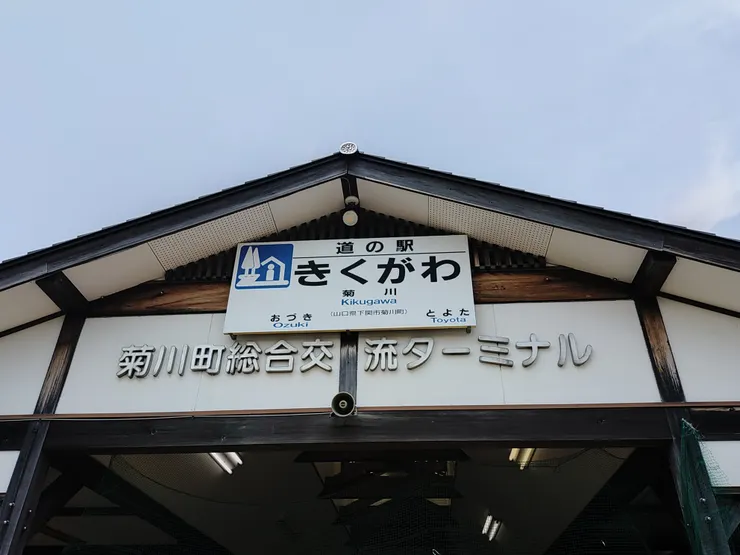 道の駅
きくがわ
菊川
Kikugawa
おづき
Ozuki
（山口県下関市菊川町）
とよた
Toyota
菊川町総合交流ターミナル